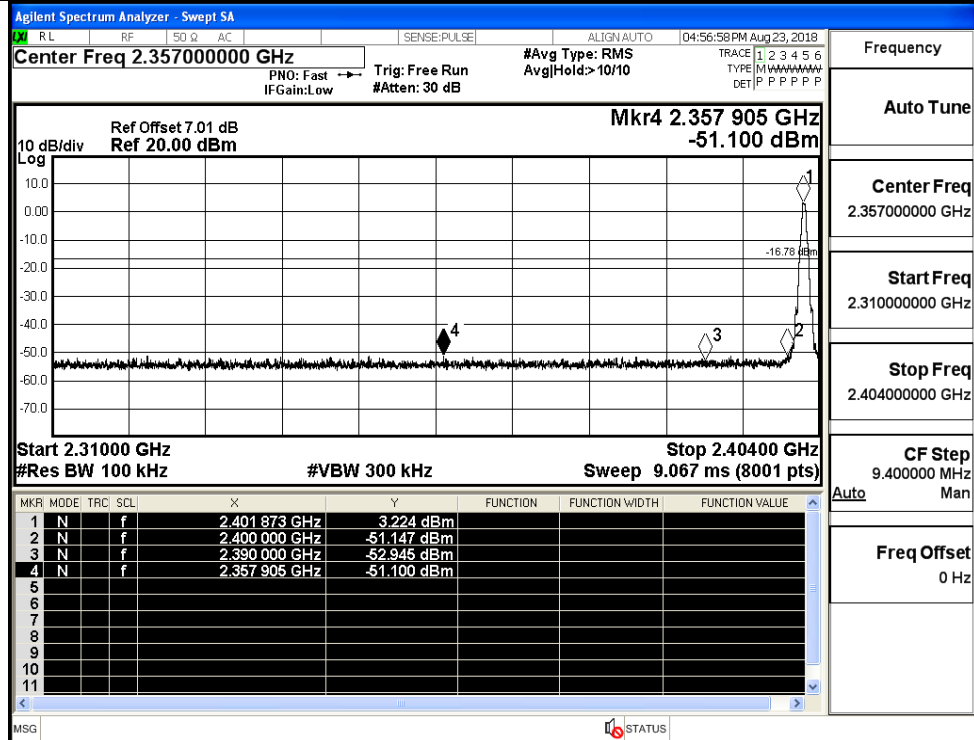 Agilent Spectrum Analyzer - Swept SA
LXI RL RF 50 Ω AC SENSE:PULSE ALIGN AUTO 04:56:58 PM Aug 23, 2018
Center Freq 2.357000000 GHz
PNO: Fast
IFGain:Low
Trig: Free Run
#Atten: 30 dB
#Avg Type: RMS
Avg|Hold:>10/10
TRACE 1 2 3 4 5 6
TYPE M WWWWW
DET P P P P P P
Mkr4 2.357 905 GHz
-51.100 dBm
Ref Offset 7.01 dB
10 dB/div Ref 20.00 dBm
Log
10.0
0.00
-10.0
-20.0
-30.0
-40.0
-50.0
-60.0
-70.0
1
-16.78 dBm
4
3
2
Start 2.31000 GHz Stop 2.40400 GHz
#Res BW 100 kHz #VBW 300 kHz Sweep 9.067 ms (8001 pts)
MKR MODE TRC SCL X Y FUNCTION FUNCTION WIDTH FUNCTION VALUE
1 N f 2.401 873 GHz 3.224 dBm
2 N f 2.400 000 GHz -51.147 dBm
3 N f 2.390 000 GHz -52.945 dBm
4 N f 2.357 905 GHz -51.100 dBm
5
6
7
8
9
10
11
MSG STATUS
Frequency
Auto Tune
Center Freq
2.357000000 GHz
Start Freq
2.310000000 GHz
Stop Freq
2.404000000 GHz
CF Step
9.400000 MHz
Auto Man
Freq Offset
0 Hz